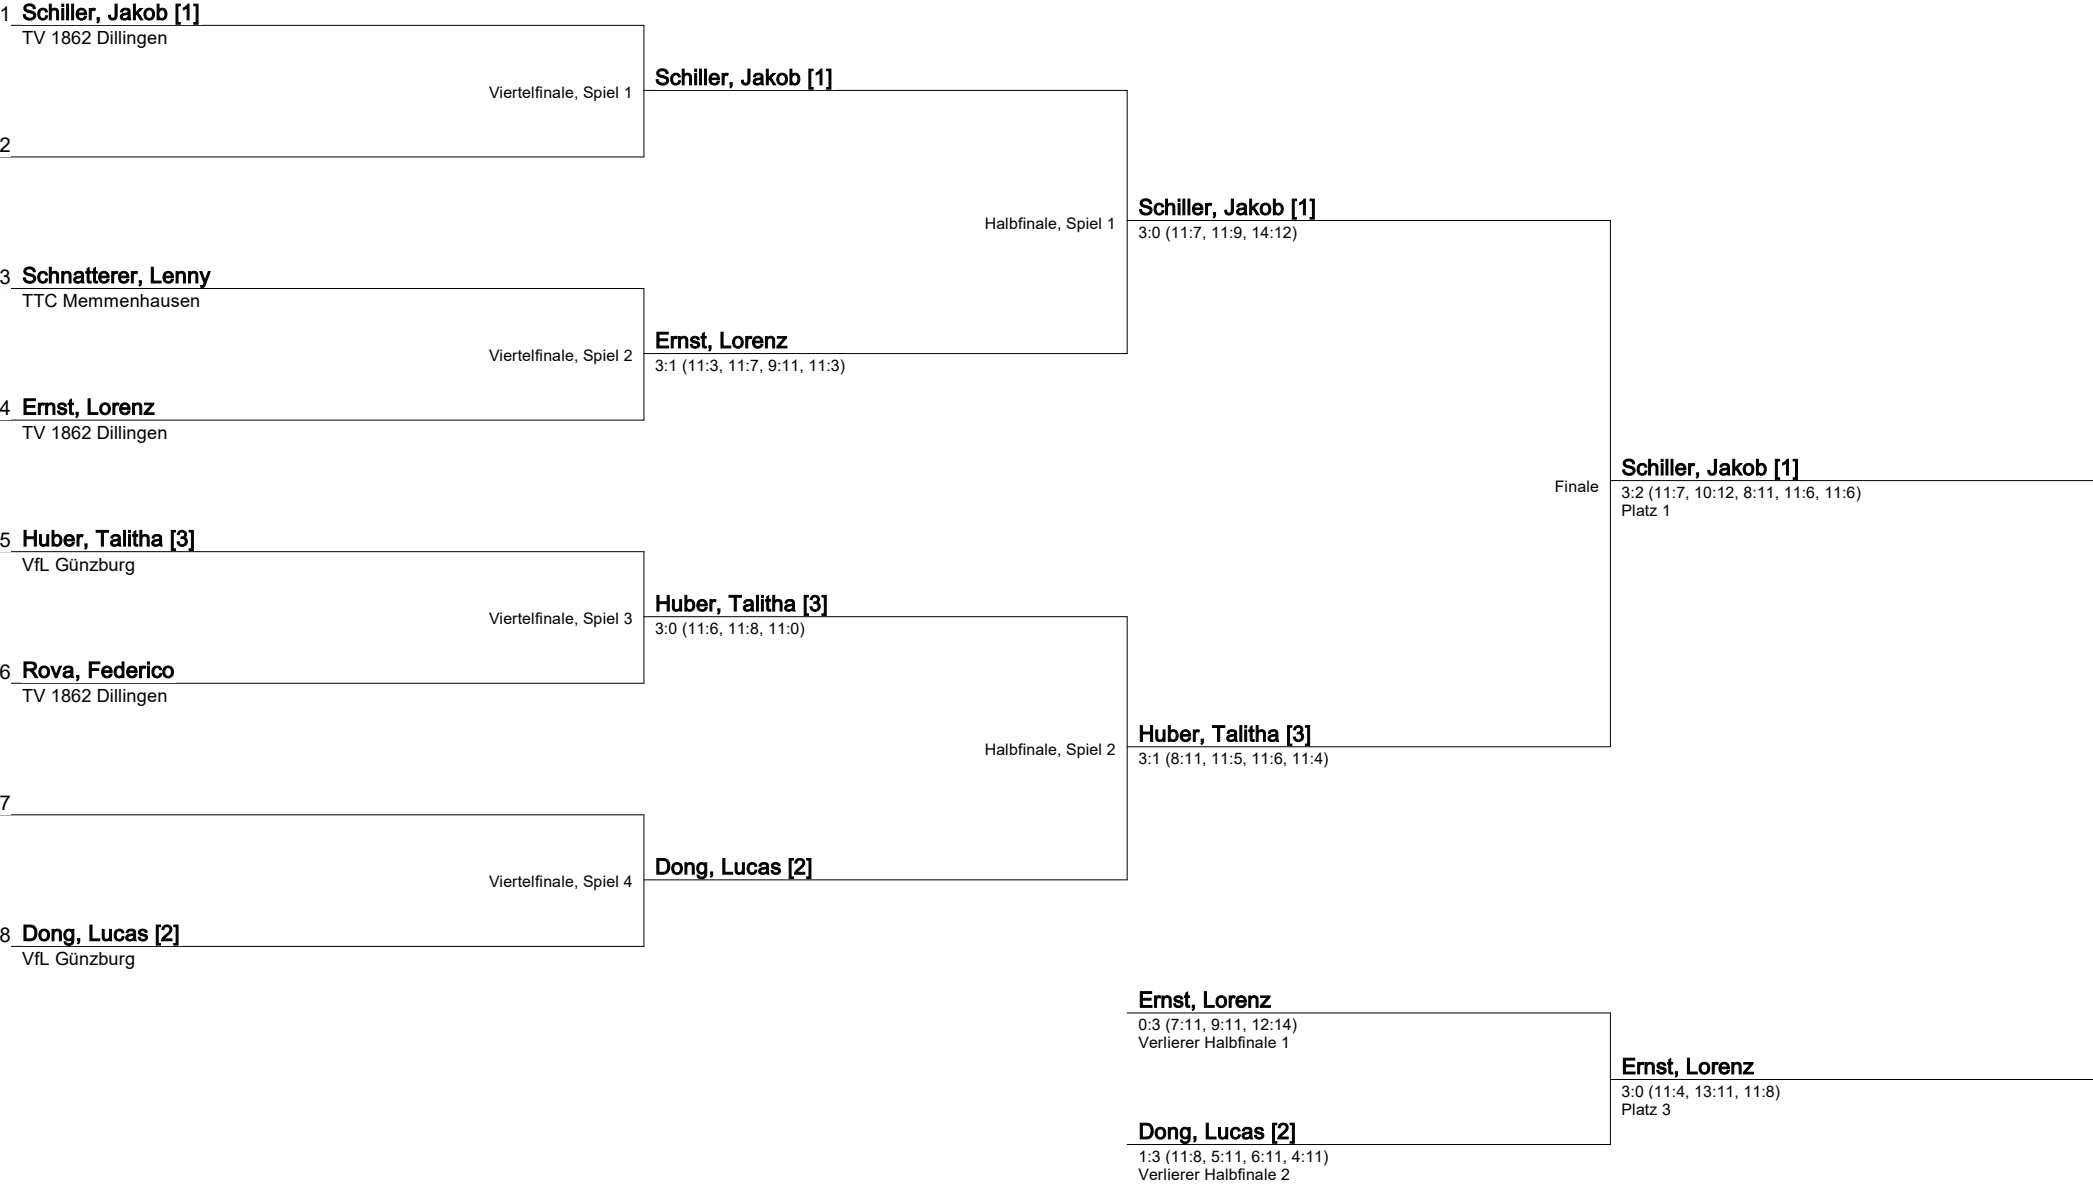 1 Schiller, Jakob [1]
TV 1862 Dillingen
Viertelfinale, Spiel 1
Schiller, Jakob [1]
2
Halbfinale, Spiel 1
Schiller, Jakob [1]
3:0 (11:7, 11:9, 14:12)
3 Schnatterer, Lenny
TTC Memmenhausen
Viertelfinale, Spiel 2
Ernst, Lorenz
3:1 (11:3, 11:7, 9:11, 11:3)
4 Ernst, Lorenz
TV 1862 Dillingen
Finale
Schiller, Jakob [1]
3:2 (11:7, 10:12, 8:11, 11:6, 11:6)
Platz 1
5 Huber, Talitha [3]
VfL Günzburg
Viertelfinale, Spiel 3
Huber, Talitha [3]
3:0 (11:6, 11:8, 11:0)
6 Rova, Federico
TV 1862 Dillingen
Halbfinale, Spiel 2
Huber, Talitha [3]
3:1 (8:11, 11:5, 11:6, 11:4)
7
Viertelfinale, Spiel 4
Dong, Lucas [2]
8 Dong, Lucas [2]
VfL Günzburg
Ernst, Lorenz
0:3 (7:11, 9:11, 12:14)
Verlierer Halbfinale 1
Ernst, Lorenz
3:0 (11:4, 13:11, 11:8)
Platz 3
Dong, Lucas [2]
1:3 (11:8, 5:11, 6:11, 4:11)
Verlierer Halbfinale 2